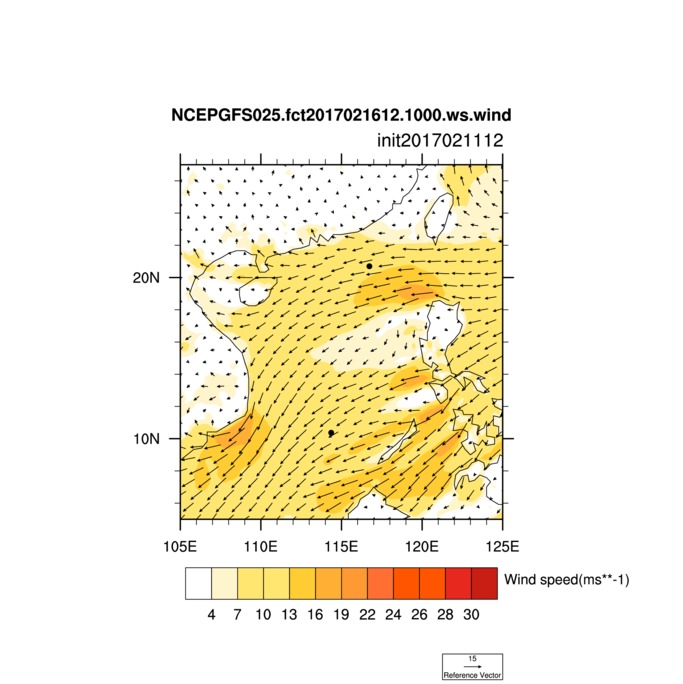 NCEPGFS025.fct2017021612.1000.ws.wind
init2017021112
20N
10N
105E 110E 115E 120E 125E
Wind speed(ms**-1)
4 7 10 13 16 19 22 24 26 28 30
15
Reference Vector